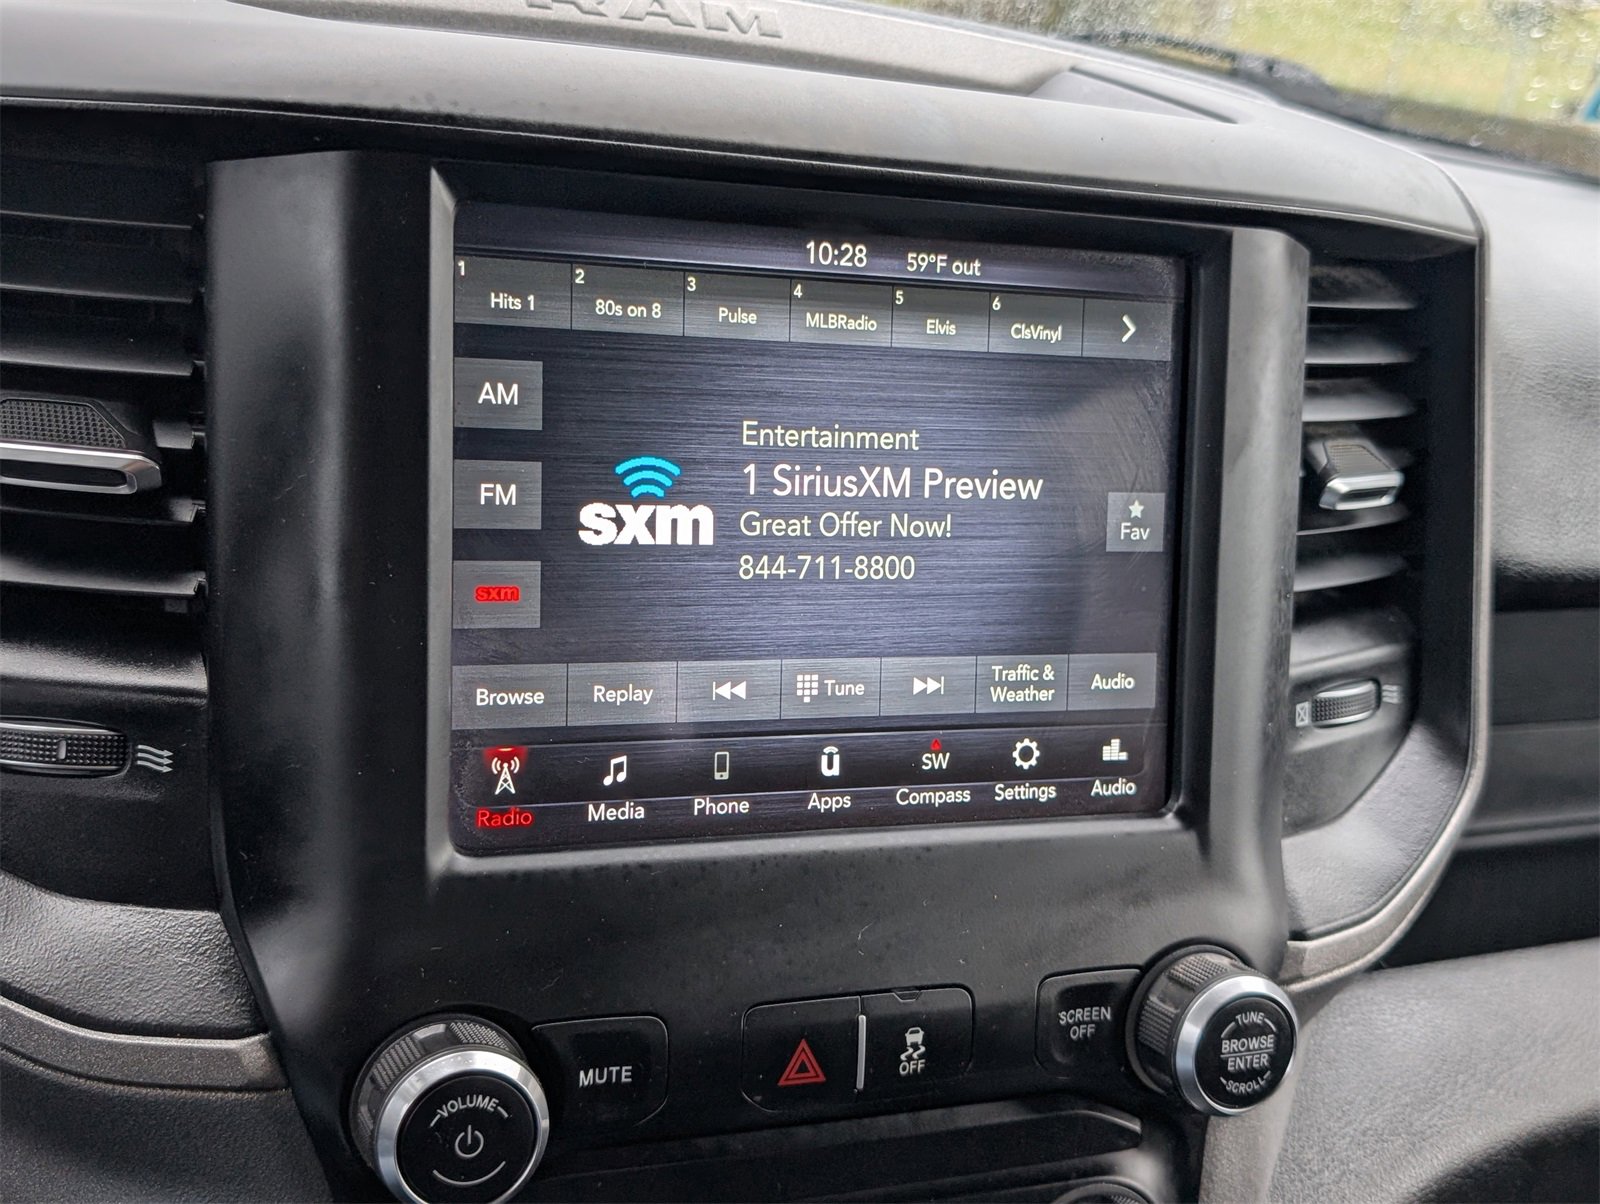 RAM
10:28 59°F out
1 Hits 1
2 80s on 8
3 Pulse
4 MLBRadio
5 Elvis
6 ClsVinyl
AM
FM
sxm
sxm
Entertainment
1 SiriusXM Preview
Great Offer Now!
844-711-8800
Fav
Browse
Replay
Tune
Traffic &
Weather
Audio
Radio
Media
Phone
Apps
SW
Compass
Settings
Audio
VOLUME
MUTE
OFF
SCREEN
OFF
TUNE
BROWSE
ENTER
SCROLL